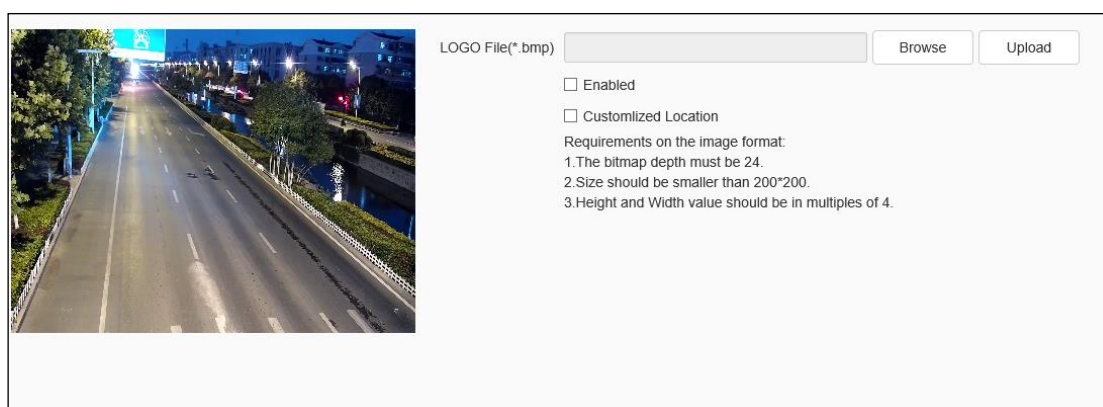 LOGO File(*.bmp) Browse Upload
Enabled
Customlized Location
Requirements on the image format:
1.The bitmap depth must be 24.
2.Size should be smaller than 200*200.
3.Height and Width value should be in multiples of 4.